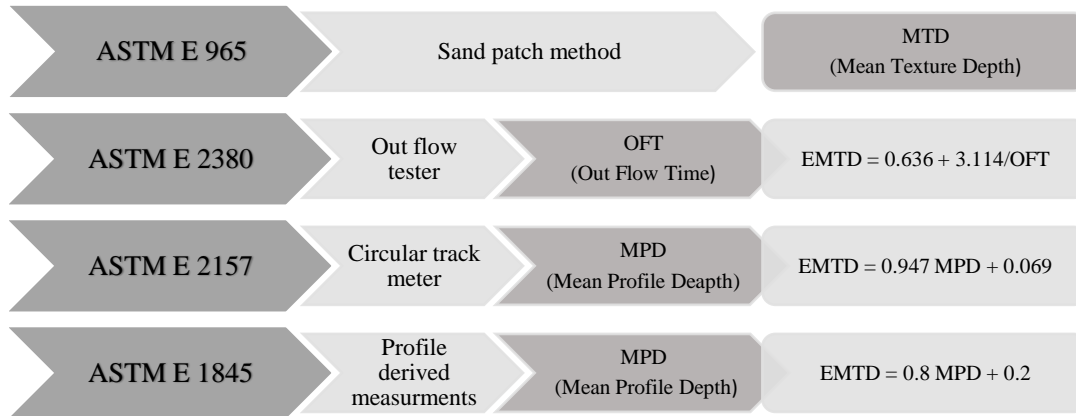 ASTM E 965
Sand patch method
MTD
(Mean Texture Depth)
ASTM E 2380
Out flow
tester
OFT
(Out Flow Time)
EMTD = 0.636 + 3.114/OFT
ASTM E 2157
Circular track
meter
MPD
(Mean Profile Deapth)
EMTD = 0.947 MPD + 0.069
ASTM E 1845
Profile
derived
measurments
MPD
(Mean Profile Depth)
EMTD = 0.8 MPD + 0.2